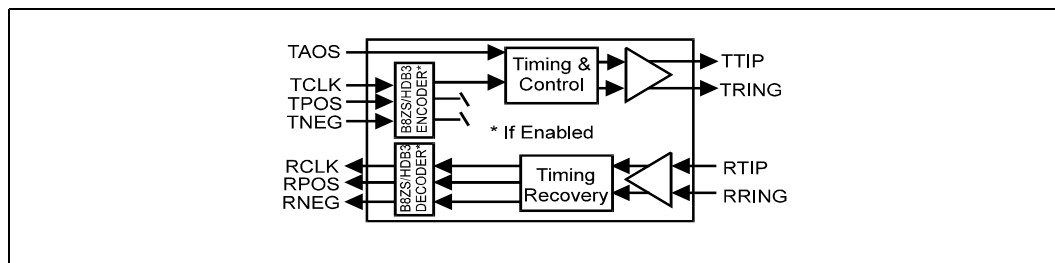 TAOS
TCLK
TPOS
TNEG
B8ZS/HDB3
ENCODER*
Timing &
Control
TTIP
TRING
* If Enabled
RCLK
RPOS
RNEG
B8ZS/HDB3
DECODER*
Timing
Recovery
RTIP
RRING